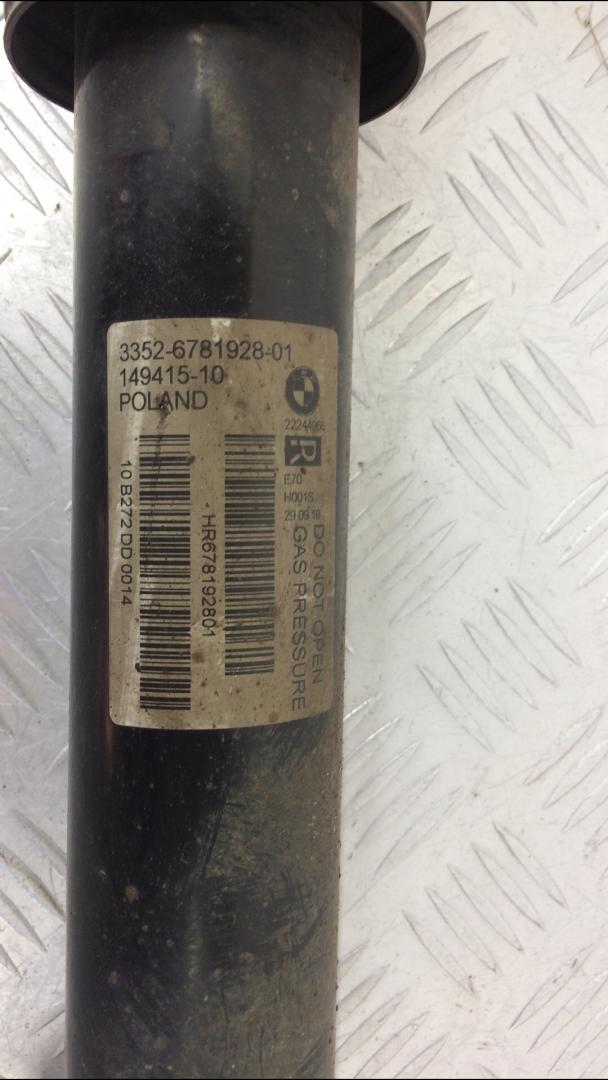 3352-6781928-01
149415-10
POLAND
22244966
R
E70
H001S
29.09.10
DO NOT OPEN
GAS PRESSURE
HR678192801
10 B272 DD 0014